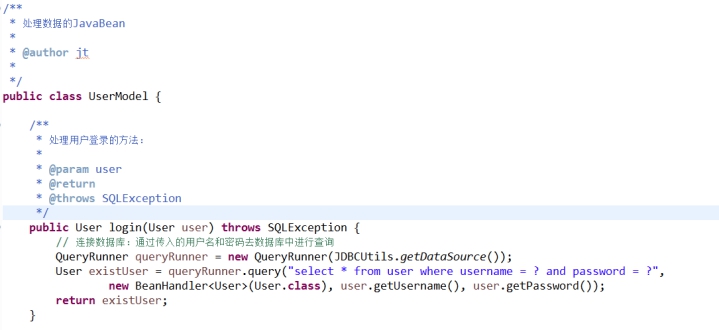 /**
 * 处理数据的JavaBean
 *
 * @author jt
 *
 */
public class UserModel {
    /**
     * 处理用户登录的方法：
     *
     * @param user
     * @return
     * @throws SQLException
     */
    public User login(User user) throws SQLException {
        // 连接数据库：通过传入的用户名和密码去数据库中进行查询
        QueryRunner queryRunner = new QueryRunner(JDBCUtils.getDataSource());
        User existUser = queryRunner.query("select * from user where username = ? and password = ?",
                new BeanHandler<User>(User.class), user.getUsername(), user.getPassword());
        return existUser;
    }